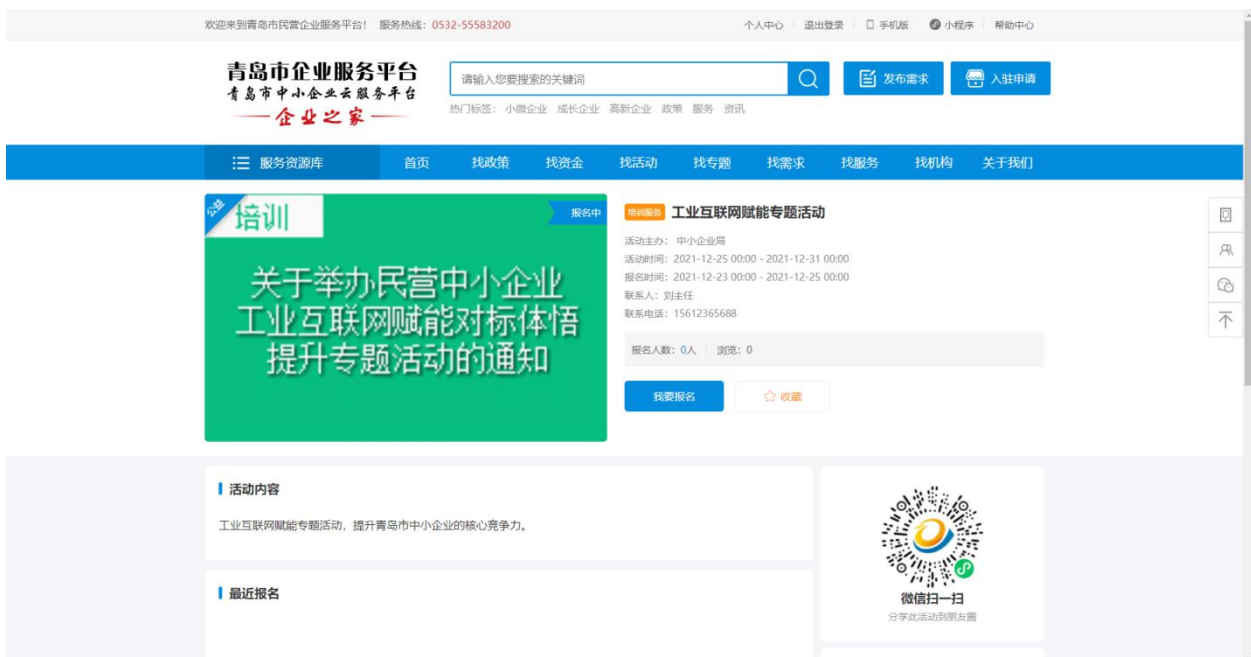 欢迎来到青岛市民营企业服务平台! 服务热线: 0532-55583200
个人中心 退出登录 手机版 小程序 帮助中心
青岛市企业服务平台
青岛市中小企业云服务平台
企业之家
请输入您要搜索的关键词
发布需求
入驻申请
热门标签: 小微企业 成长企业 高新企业 政策 服务 资讯
服务资源库 首页 找政策 找资金 找活动 找专题 找需求 找服务 找机构 关于我们
公益
培训
报名中
关于举办民营中小企业
工业互联网赋能对标体悟
提升专题活动的通知
培训服务 工业互联网赋能专题活动
活动主办: 中小企业局
活动时间: 2021-12-25 00:00 - 2021-12-31 00:00
报名时间: 2021-12-23 00:00 - 2021-12-25 00:00
联系人: 刘主任
联系电话: 15612365688
报名人数: 0人 浏览: 0
我要报名 收藏
活动内容
工业互联网赋能专题活动, 提升青岛市中小企业的核心竞争力。
最近报名
微信扫一扫
分享此活动到朋友圈